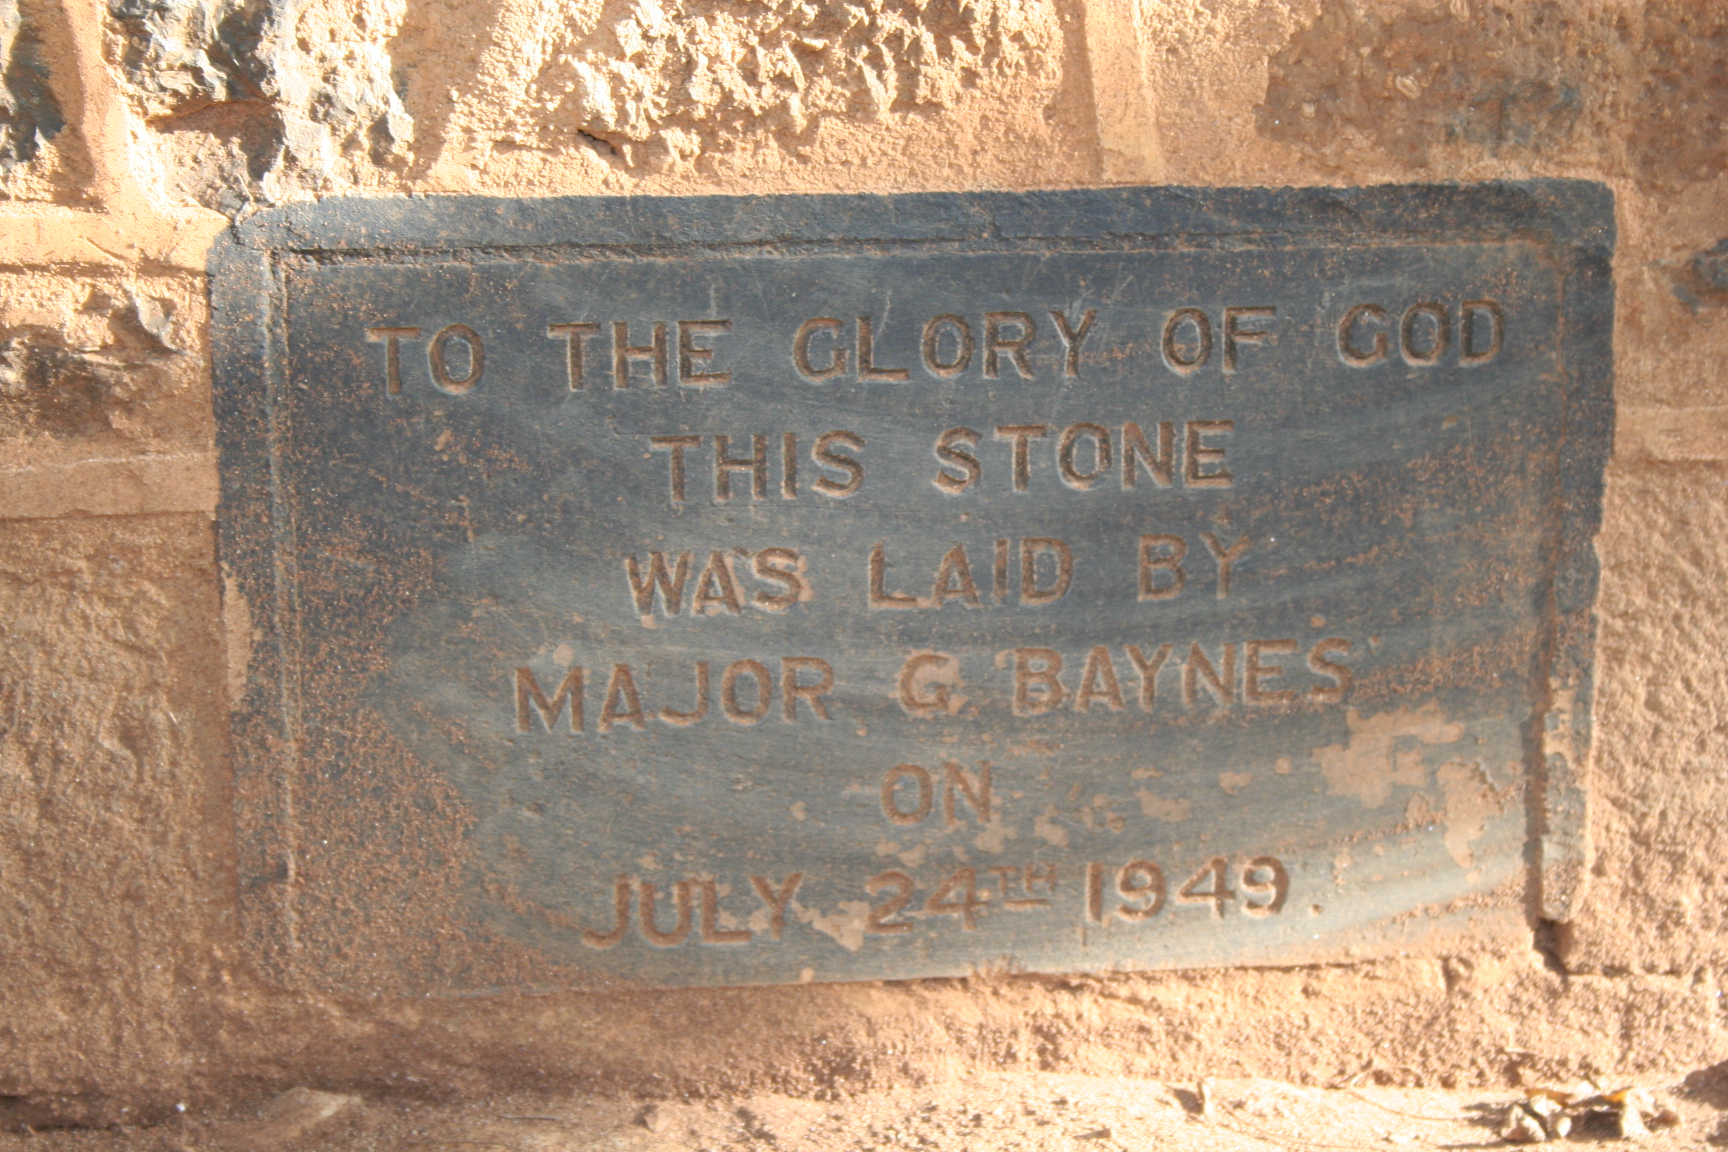 TO THE GLORY OF GOD
THIS STONE
WAS LAID BY
MAJOR G. BAYNES
ON
JULY 24TH 1949.